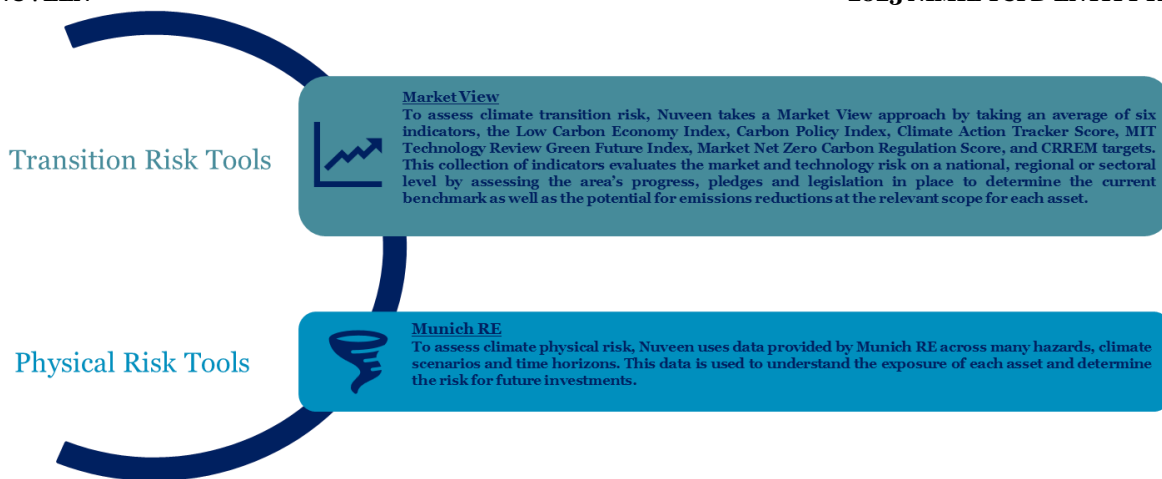 Transition Risk Tools
Market View
To assess climate transition risk, Nuveen takes a Market View approach by taking an average of six
indicators, the Low Carbon Economy Index, Carbon Policy Index, Climate Action Tracker Score, MIT
Technology Review Green Future Index, Market Net Zero Carbon Regulation Score, and CRREM targets.
This collection of indicators evaluates the market and technology risk on a national, regional or sectoral
level by assessing the area's progress, pledges and legislation in place to determine the current
benchmark as well as the potential for emissions reductions at the relevant scope for each asset.
Physical Risk Tools
Munich RE
To assess climate physical risk, Nuveen uses data provided by Munich RE across many hazards, climate
scenarios and time horizons. This data is used to understand the exposure of each asset and determine
the risk for future investments.